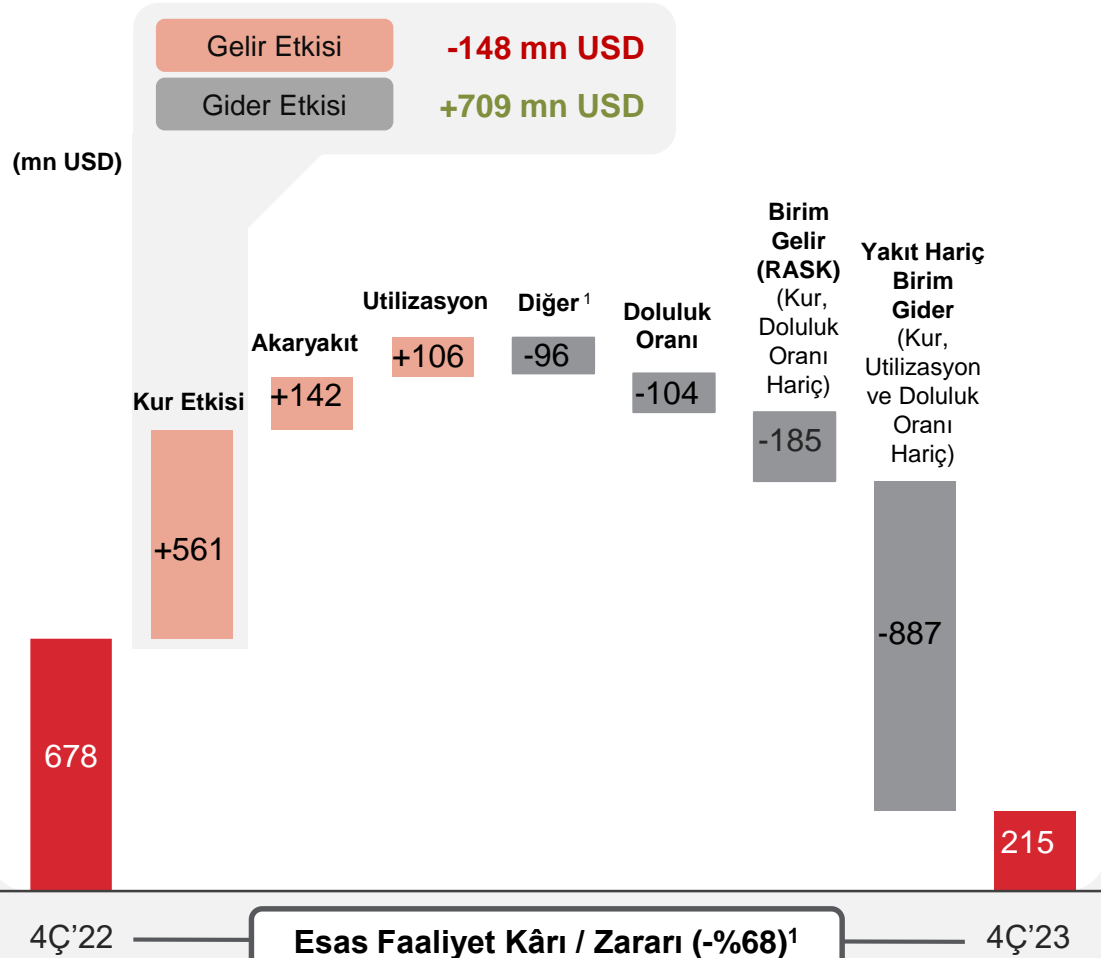 Gelir Etkisi -148 mn USD
Gider Etkisi +709 mn USD
(mn USD)
Kur Etkisi
+561
Akaryakıt
+142
Utilizasyon
+106
Diğer ¹
-96
Doluluk
Oranı
-104
Birim
Gelir
(RASK)
(Kur,
Doluluk
Oranı
Hariç)
-185
Yakıt Hariç
Birim
Gider
(Kur,
Utilizasyon
ve Doluluk
Oranı
Hariç)
-887
678
215
4Ç’22 Esas Faaliyet Kârı / Zararı (-%68)¹ 4Ç’23